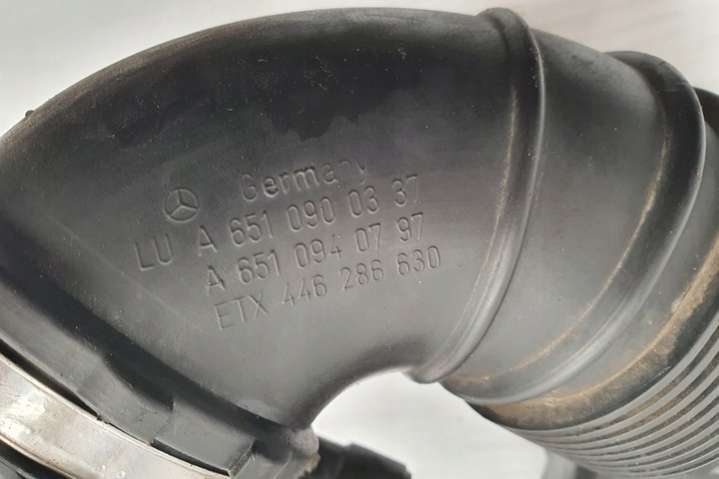 Germany
LU A 651 090 03 37
A 651 094 07 97
ETX 446 286 630